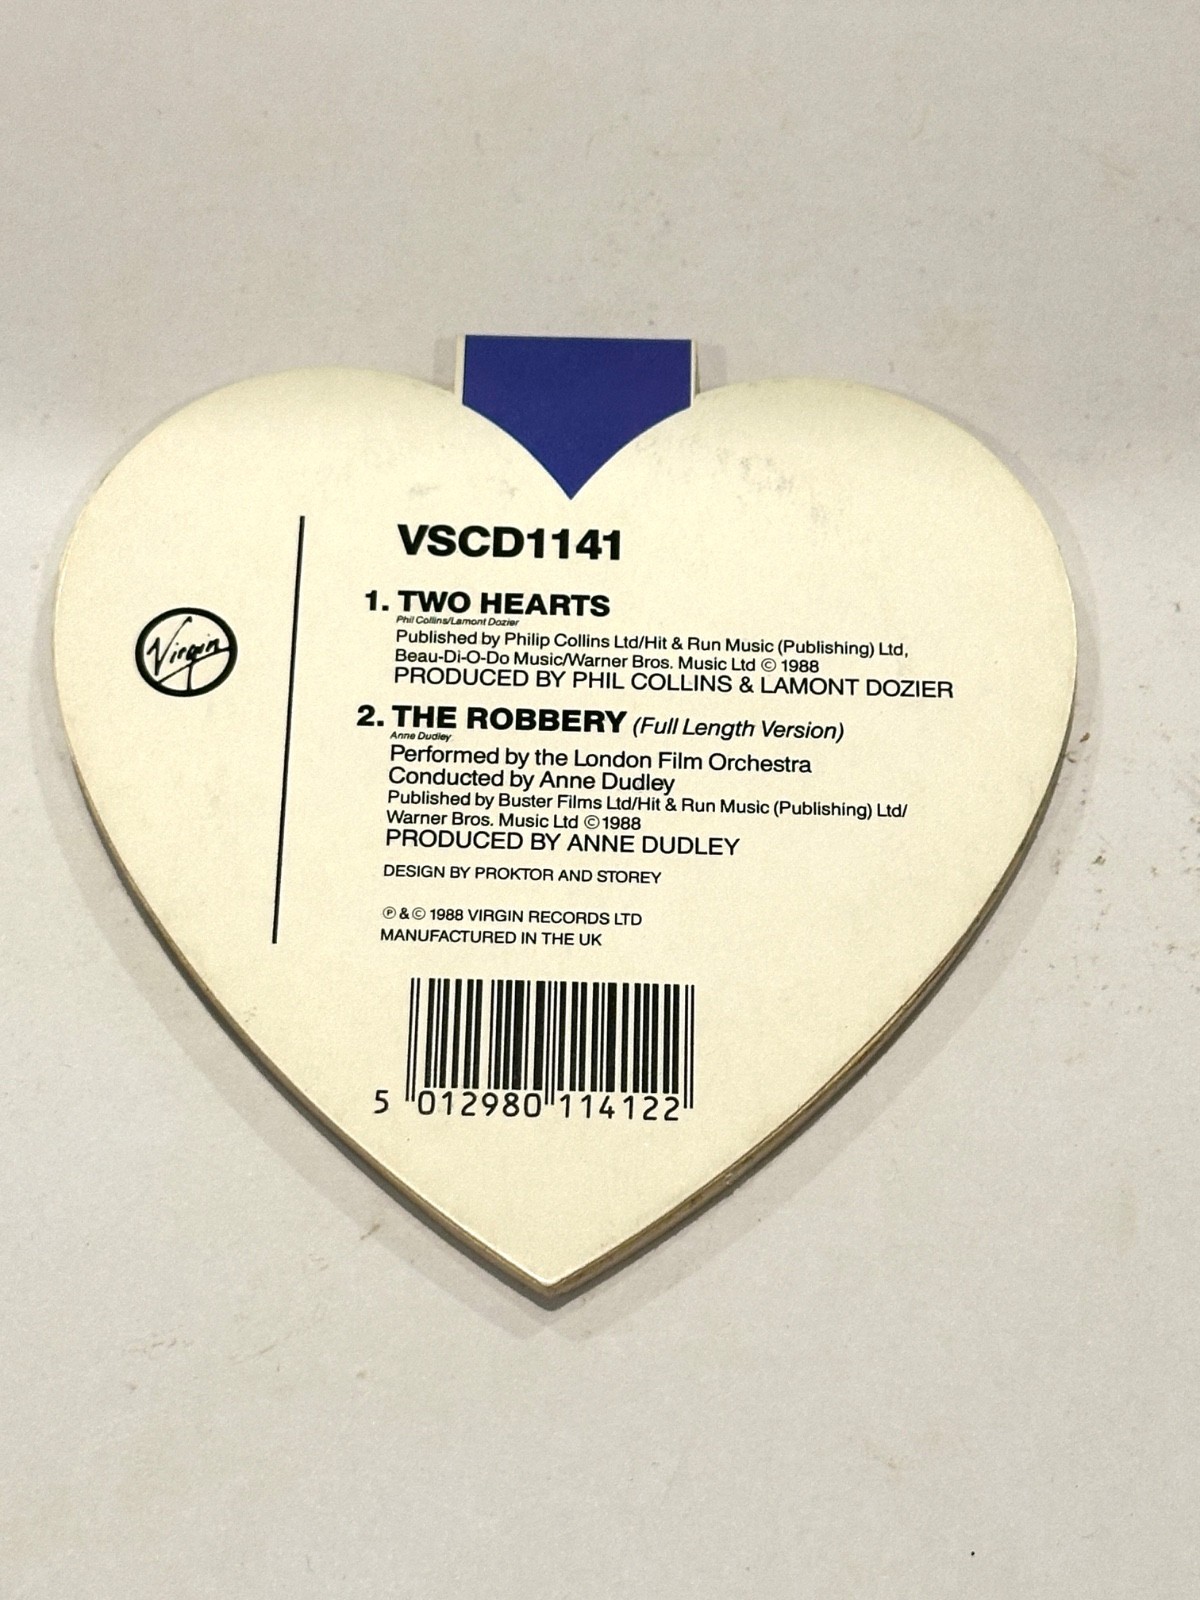 VSCD1141
Virgin
1. TWO HEARTS
Phil Collins/Lamont Dozier
Published by Philip Collins Ltd/Hit & Run Music (Publishing) Ltd,
Beau-Di-O-Do Music/Warner Bros. Music Ltd © 1988
PRODUCED BY PHIL COLLINS & LAMONT DOZIER
2. THE ROBBERY (Full Length Version)
Anne Dudley
Performed by the London Film Orchestra
Conducted by Anne Dudley
Published by Buster Films Ltd/Hit & Run Music (Publishing) Ltd/
Warner Bros. Music Ltd ©1988
PRODUCED BY ANNE DUDLEY
DESIGN BY PROKTOR AND STOREY
℗ & © 1988 VIRGIN RECORDS LTD
MANUFACTURED IN THE UK
5 012980 114122